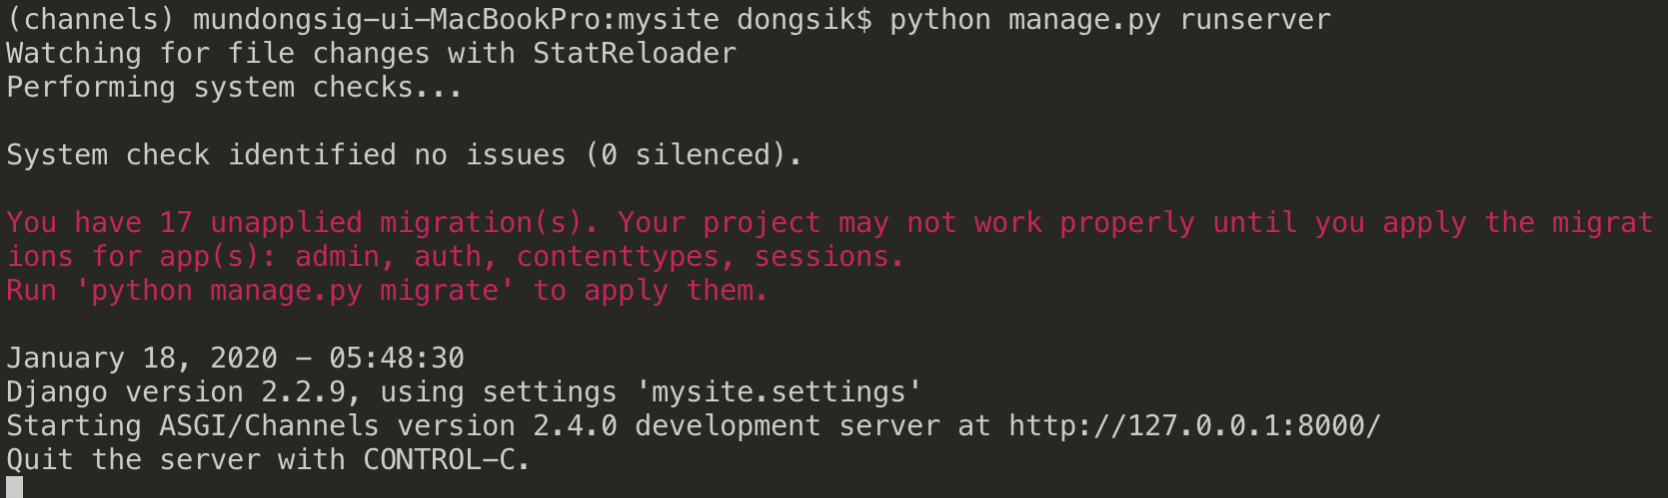 (channels) mundongsig-ui-MacBookPro:mysite dongsik$ python manage.py runserver
Watching for file changes with StatReloader
Performing system checks...
System check identified no issues (0 silenced).
You have 17 unapplied migration(s). Your project may not work properly until you apply the migrat
ions for app(s): admin, auth, contenttypes, sessions.
Run 'python manage.py migrate' to apply them.
January 18, 2020 - 05:48:30
Django version 2.2.9, using settings 'mysite.settings'
Starting ASGI/Channels version 2.4.0 development server at http://127.0.0.1:8000/
Quit the server with CONTROL-C.